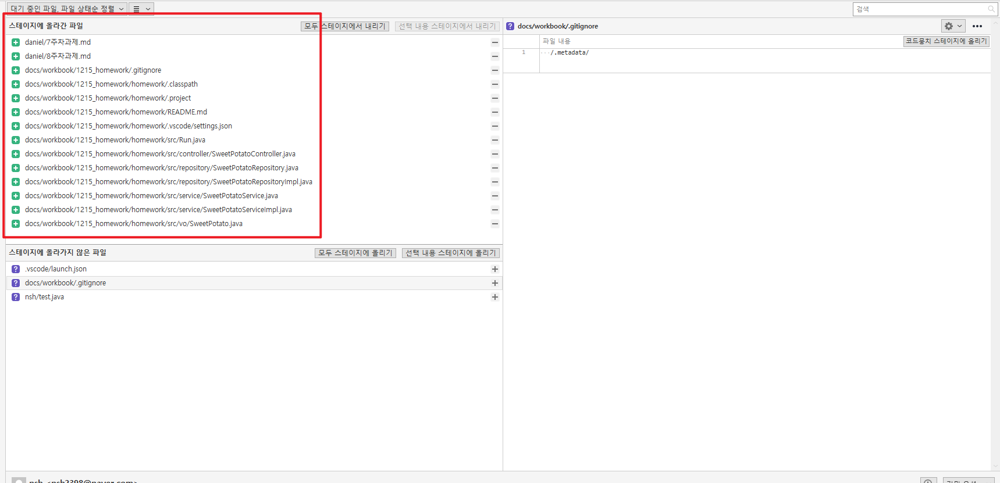 대기 중인 파일, 파일 상태순 정렬
검색
스테이지에 올라간 파일
모두 스테이지에서 내리기
선택 내용 스테이지에서 내리기
daniel/7주차과제.md
daniel/8주차과제.md
docs/workbook/1215_homework/.gitignore
docs/workbook/1215_homework/homework/.classpath
docs/workbook/1215_homework/homework/.project
docs/workbook/1215_homework/homework/README.md
docs/workbook/1215_homework/homework/.vscode/settings.json
docs/workbook/1215_homework/homework/src/Run.java
docs/workbook/1215_homework/homework/src/controller/SweetPotatoController.java
docs/workbook/1215_homework/homework/src/repository/SweetPotatoRepository.java
docs/workbook/1215_homework/homework/src/repository/SweetPotatoRepositoryImpl.java
docs/workbook/1215_homework/homework/src/service/SweetPotatoService.java
docs/workbook/1215_homework/homework/src/service/SweetPotatoServiceImpl.java
docs/workbook/1215_homework/homework/src/vo/SweetPotato.java
스테이지에 올라가지 않은 파일
모두 스테이지에 올리기
선택 내용 스테이지에 올리기
.vscode/launch.json
docs/workbook/.gitignore
nsh/test.java
docs/workbook/.gitignore
파일 내용
코드뭉치 스테이지에 올리기
1 /.metadata/
nsh <nsh2398@naver.com>